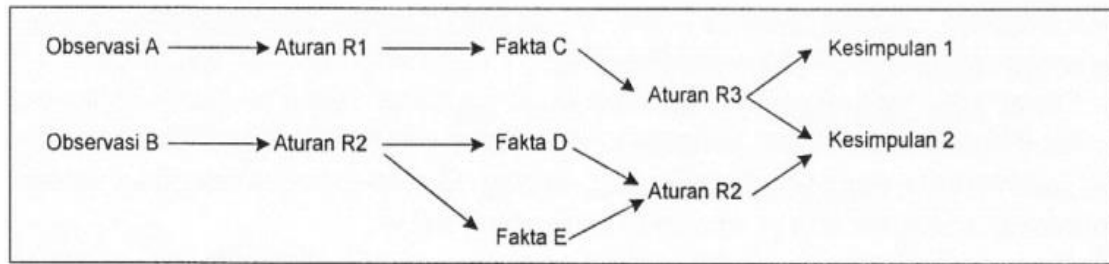 Observasi A Aturan R1 Fakta C Kesimpulan 1
Aturan R3
Observasi B Aturan R2 Fakta D Kesimpulan 2
Aturan R2
Fakta E